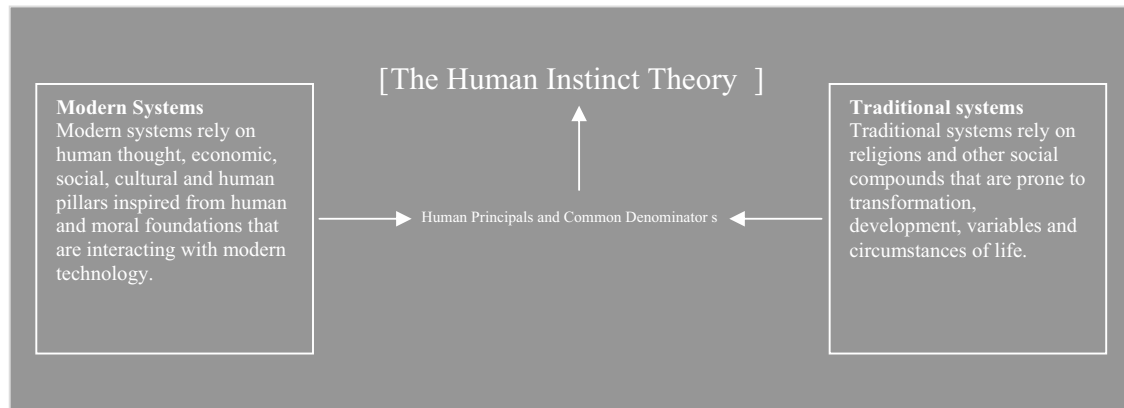 [The Human Instinct Theory ]
Modern Systems
Modern systems rely on
human thought, economic,
social, cultural and human
pillars inspired from human
and moral foundations that
are interacting with modern
technology.
Human Principals and Common Denominator s
Traditional systems
Traditional systems rely on
religions and other social
compounds that are prone to
transformation,
development, variables and
circumstances of life.